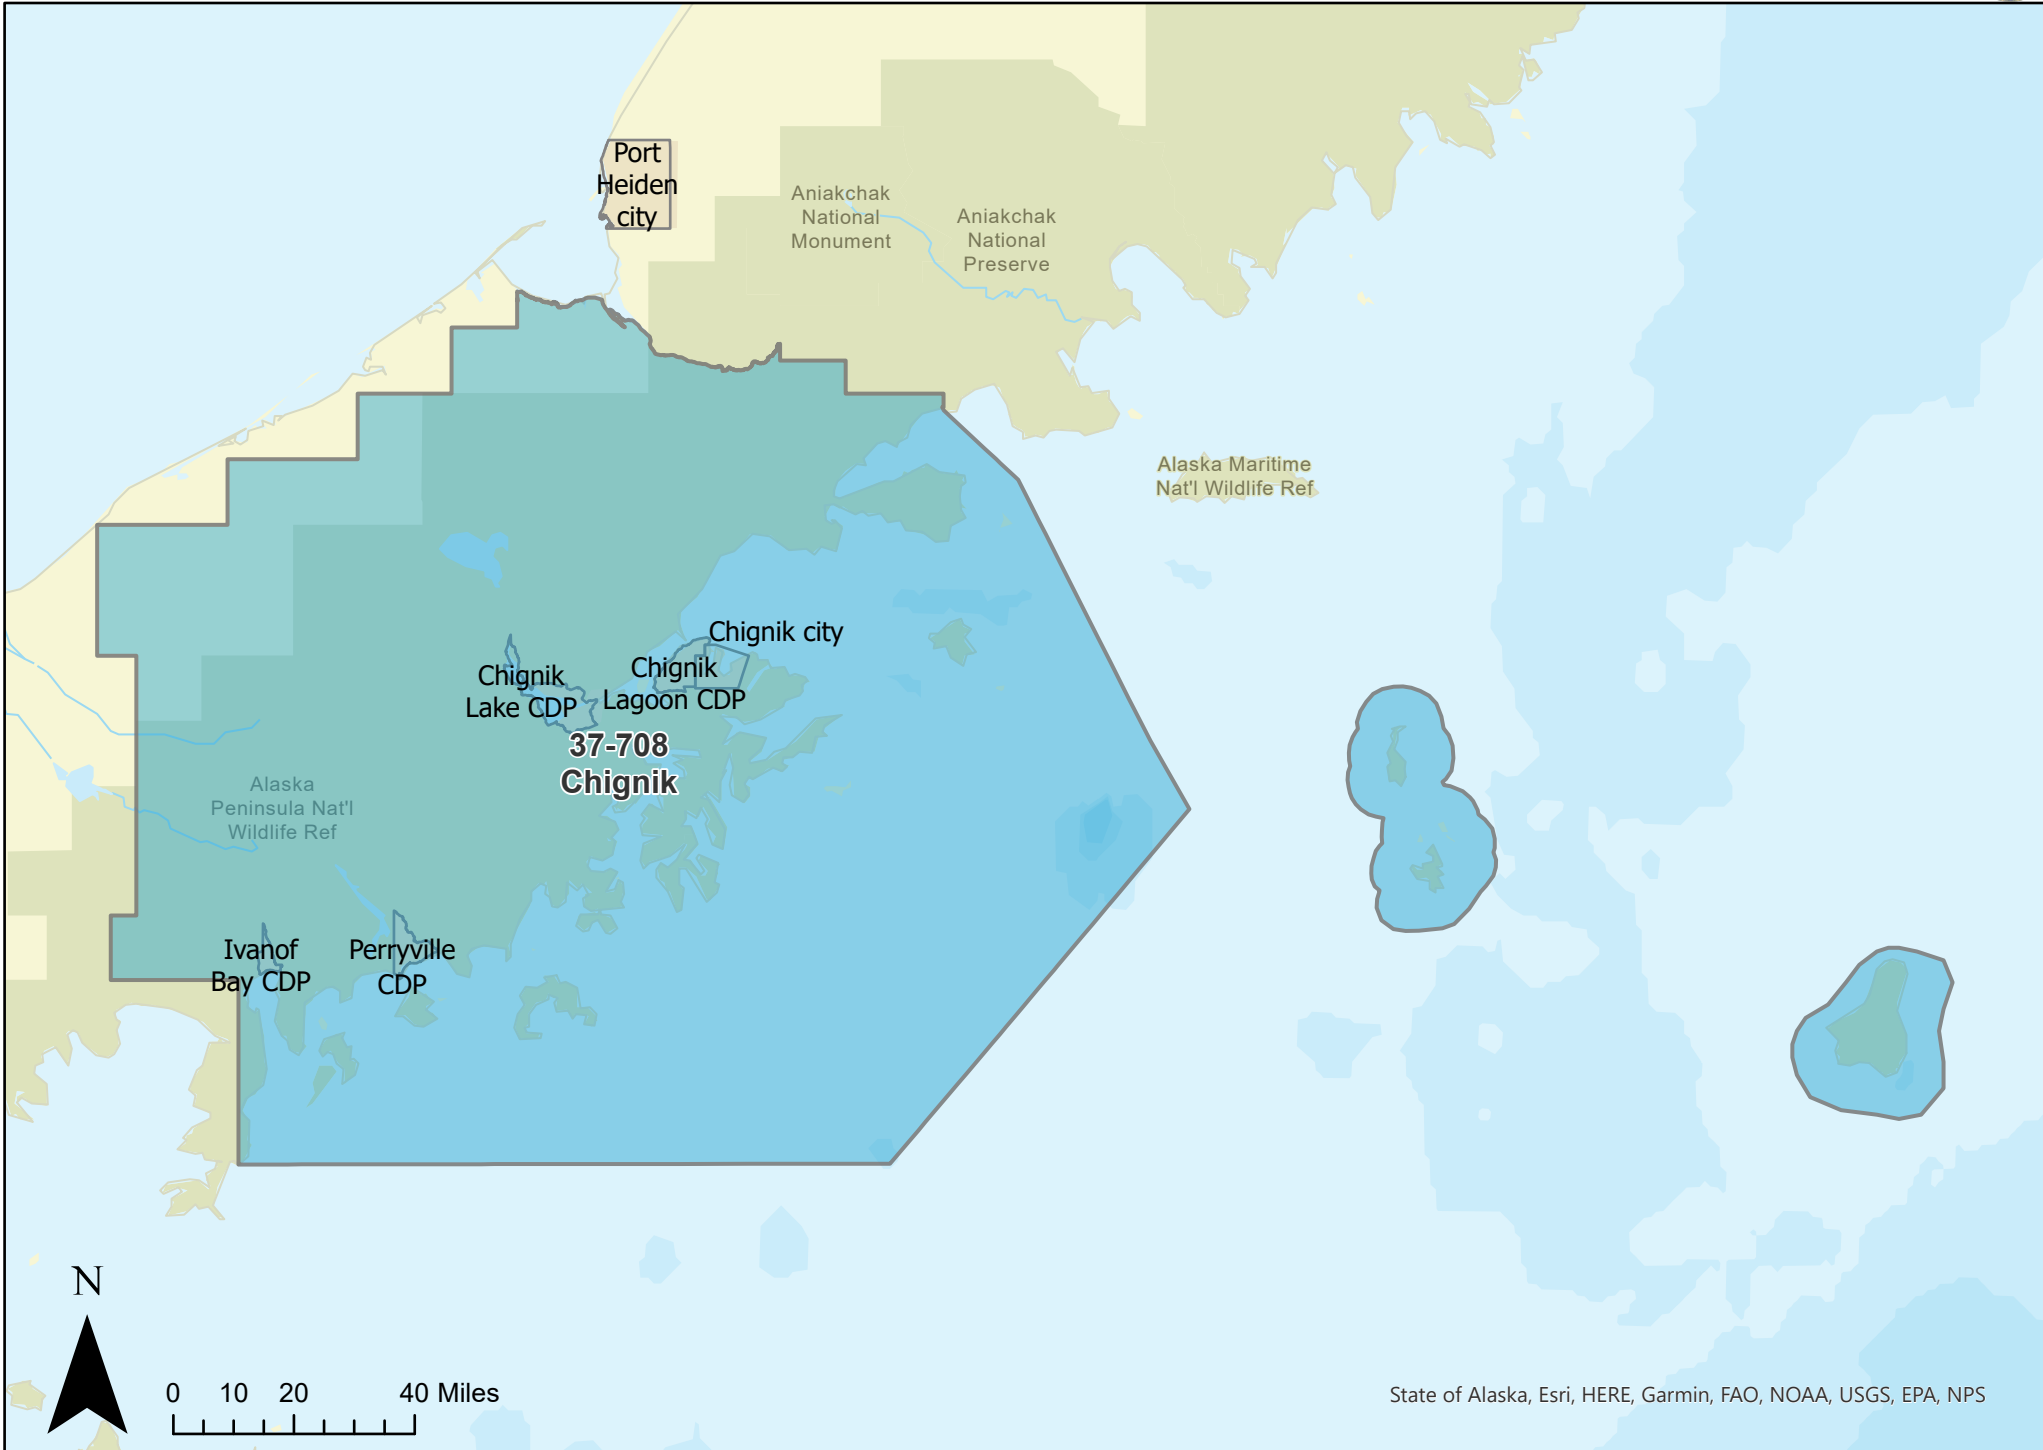 Port
Heiden
city
Aniakchak
National
Monument
Aniakchak
National
Preserve
Alaska Maritime
Nat'l Wildlife Ref
Chignik city
Chignik
Lake CDP
Chignik
Lagoon CDP
37-708
Chignik
Alaska
Peninsula Nat'l
Wildlife Ref
Ivanof
Bay CDP
Perryville
CDP
N
0 10 20 40 Miles
State of Alaska, Esri, HERE, Garmin, FAO, NOAA, USGS, EPA, NPS